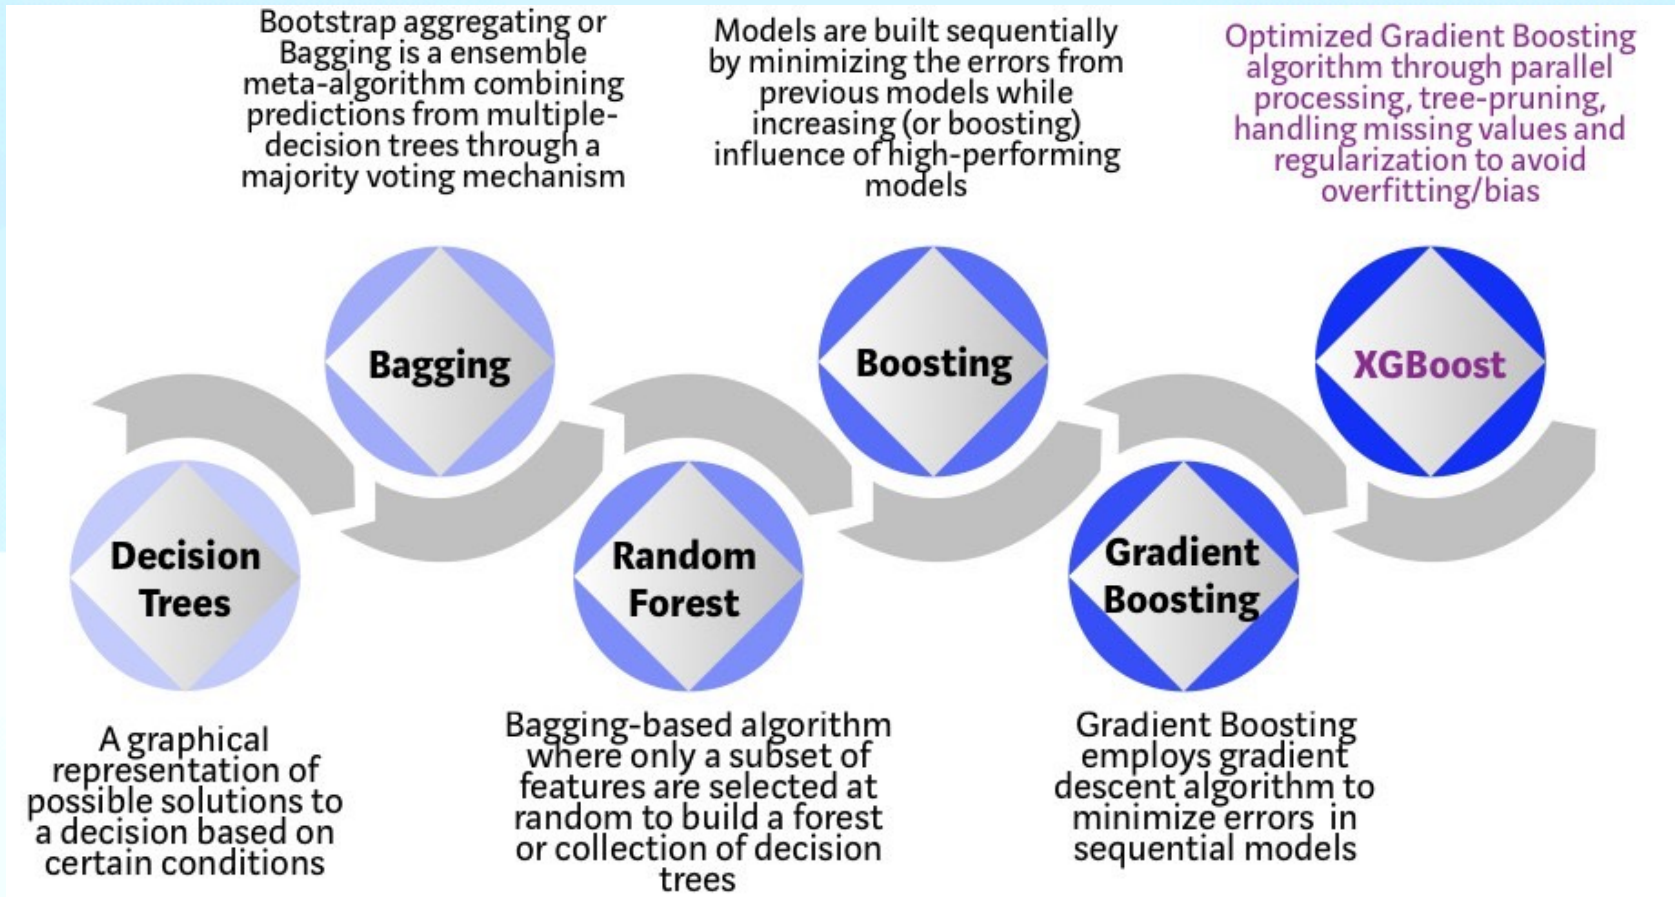 Bootstrap aggregating or
Bagging is a ensemble
meta-algorithm combining
predictions from multiple-
decision trees through a
majority voting mechanism
Models are built sequentially
by minimizing the errors from
previous models while
increasing (or boosting)
influence of high-performing
models
Optimized Gradient Boosting
algorithm through parallel
processing, tree-pruning,
handling missing values and
regularization to avoid
overfitting/bias
Bagging
Boosting
XGBoost
Decision
Trees
Random
Forest
Gradient
Boosting
A graphical
representation of
possible solutions to
a decision based on
certain conditions
Bagging-based algorithm
where only a subset of
features are selected at
random to build a forest
or collection of decision
trees
Gradient Boosting
employs gradient
descent algorithm to
minimize errors in
sequential models